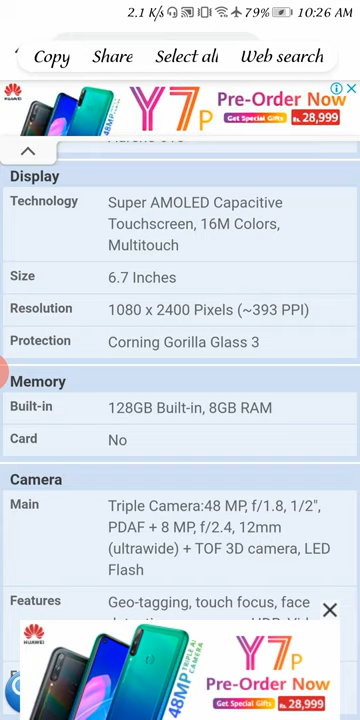 2.1 K/s 79% 10:26 AM
Copy Share Select all Web search
HUAWEI
48MP
Y7p
Pre-Order Now
Get Special Gifts Rs.28,999
Display
Technology Super AMOLED Capacitive
Touchscreen, 16M Colors,
Multitouch
Size 6.7 Inches
Resolution 1080 x 2400 Pixels (~393 PPI)
Protection Corning Gorilla Glass 3
Memory
Built-in 128GB Built-in, 8GB RAM
Card No
Camera
Main Triple Camera:48 MP, f/1.8, 1/2",
PDAF + 8 MP, f/2.4, 12mm
(ultrawide) + TOF 3D camera, LED
Flash
Features Geo-tagging, touch focus, face
HUAWEI
48MP TRIPLE AI
CAMERA
Y7p
Pre-Order Now
Get Special Gifts Rs.28,999